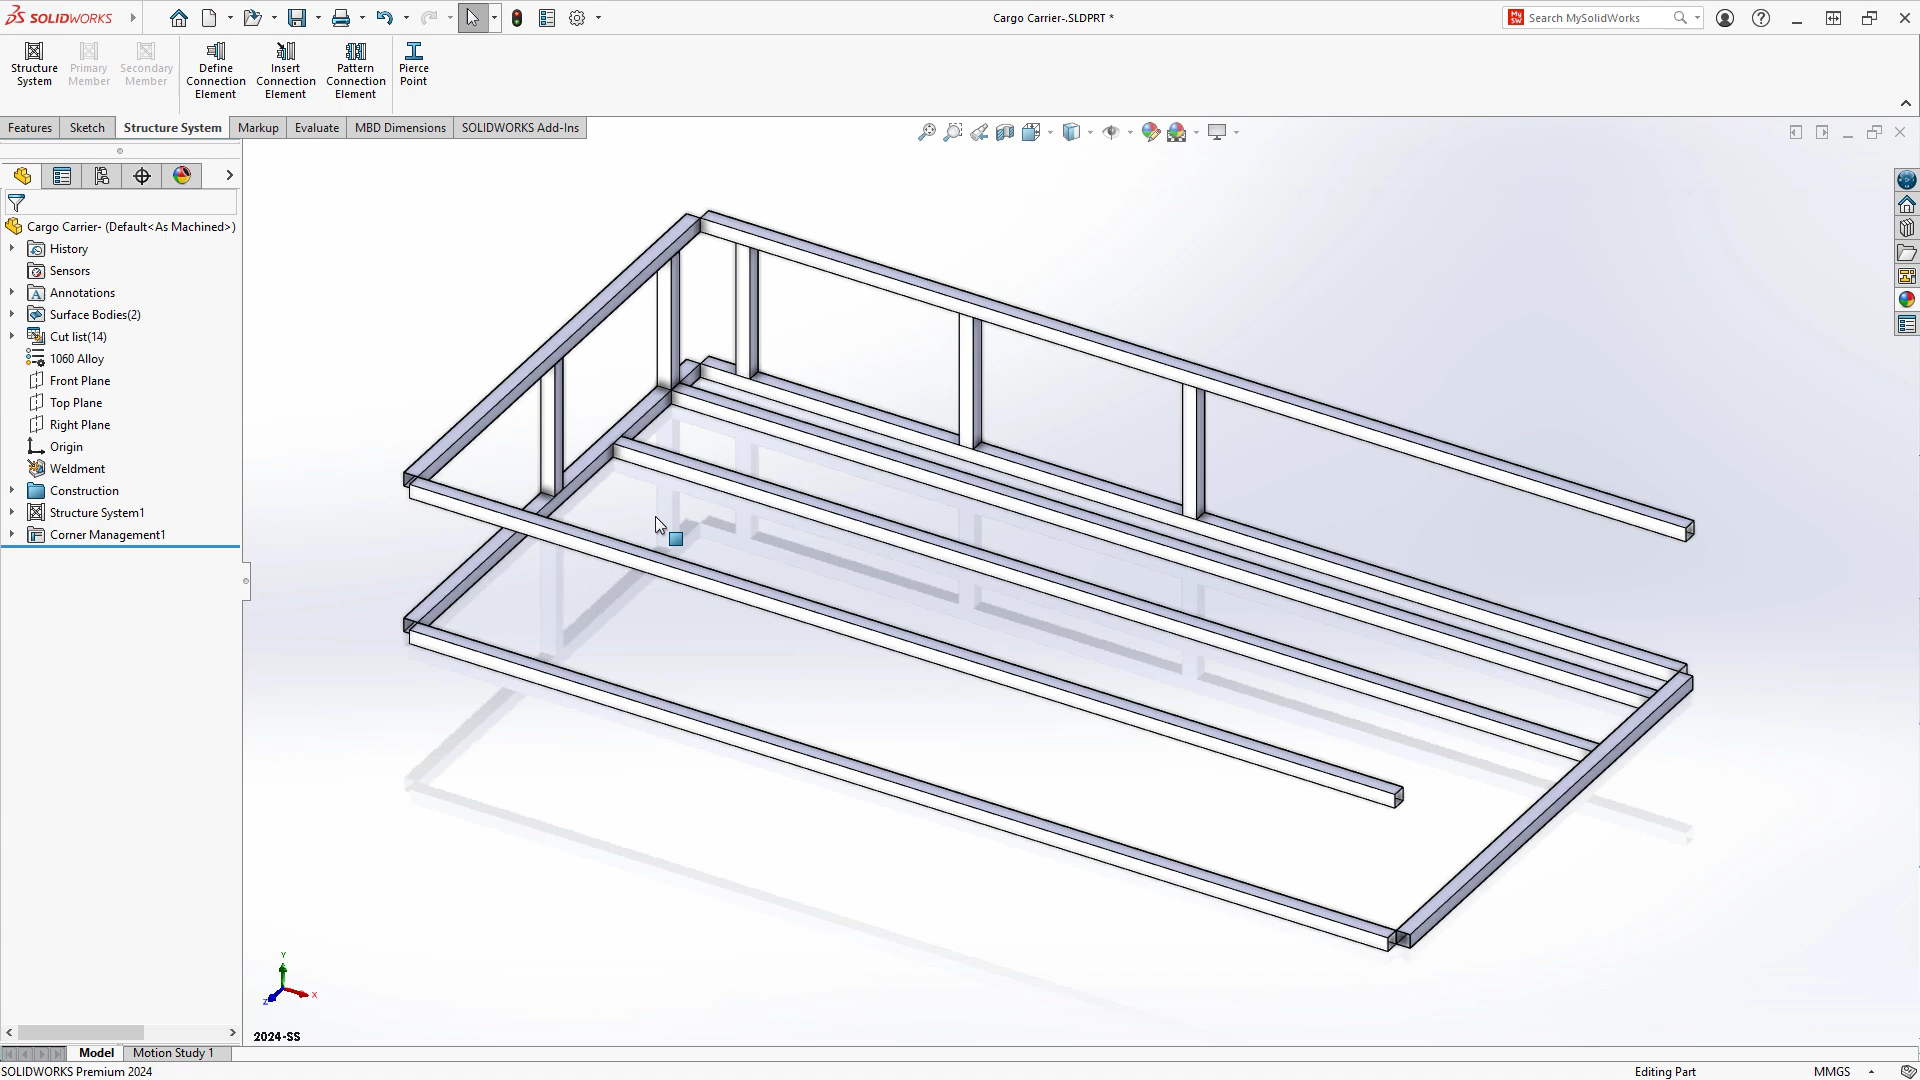 SOLIDWORKS
Cargo Carrier-.SLDPRT *
My
SW
Search MySolidWorks
Structure
System
Primary
Member
Secondary
Member
Define
Connection
Element
Insert
Connection
Element
Pattern
Connection
Element
Pierce
Point
Features
Sketch
Structure System
Markup
Evaluate
MBD Dimensions
SOLIDWORKS Add-Ins
Cargo Carrier- (Default<As Machined>)
History
Sensors
Annotations
Surface Bodies(2)
Cut list(14)
1060 Alloy
Front Plane
Top Plane
Right Plane
Origin
Weldment
Construction
Structure System1
Corner Management1
Y
X
Z
2024-SS
Model
Motion Study 1
SOLIDWORKS Premium 2024
Editing Part
MMGS